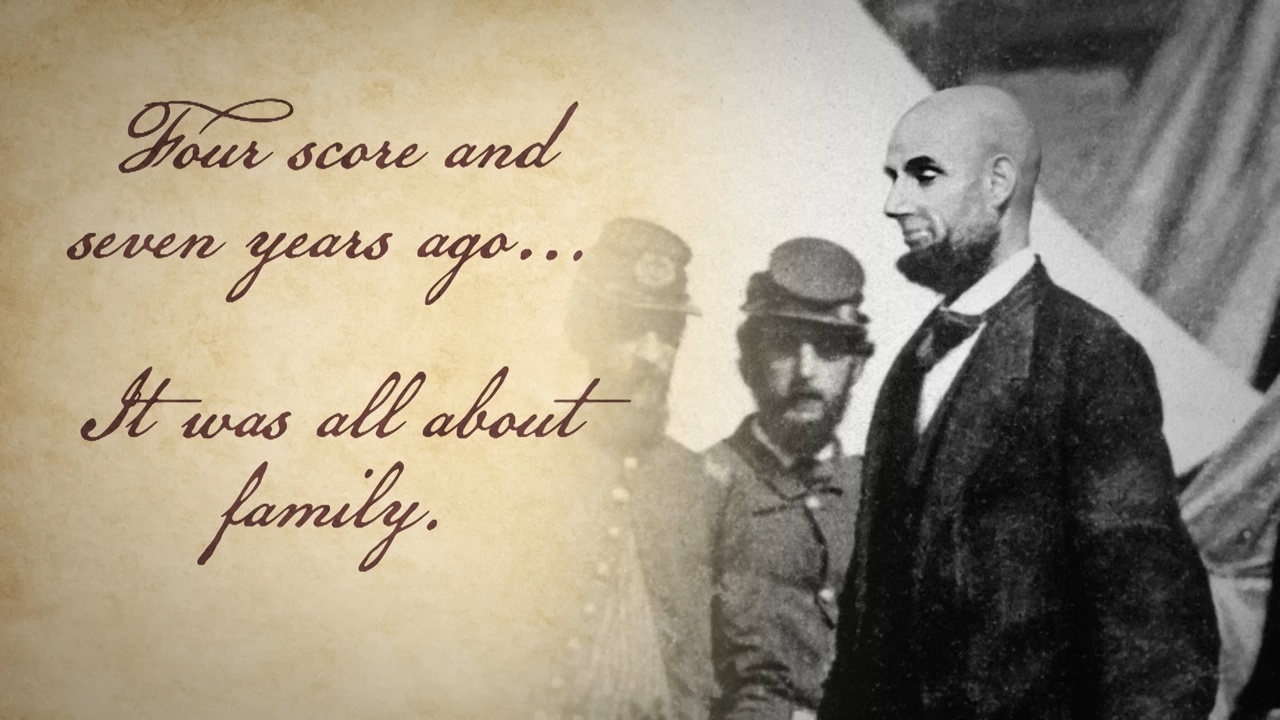 Four score and
seven years ago...
It was all about
family.